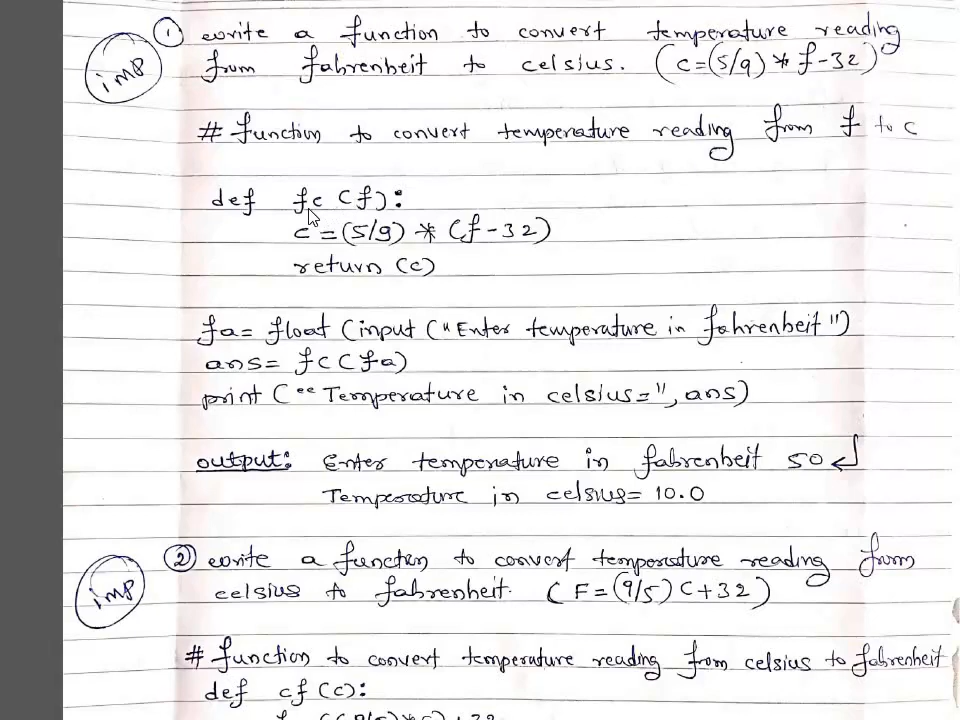 imp
① write a function to convert temperature reading
from fahrenheit to celsius. (c=(5/9) * f-32)
# function to convert temperature reading from f to c
def fc (f):
c =(5/9) * (f-32)
return (c)
fa= float (input ("Enter temperature in fahrenheit")
ans= fc (fa)
print ("Temperature in celsius=", ans)
output: Enter temperature in fahrenheit 50 ↲
Temperature in celsius= 10.0
imp
② write a function to convert temperature reading from
celsius to fahrenheit. (F=(9/5) C+32)
# function to convert temperature reading from celsius to fahrenheit
def cf (c):